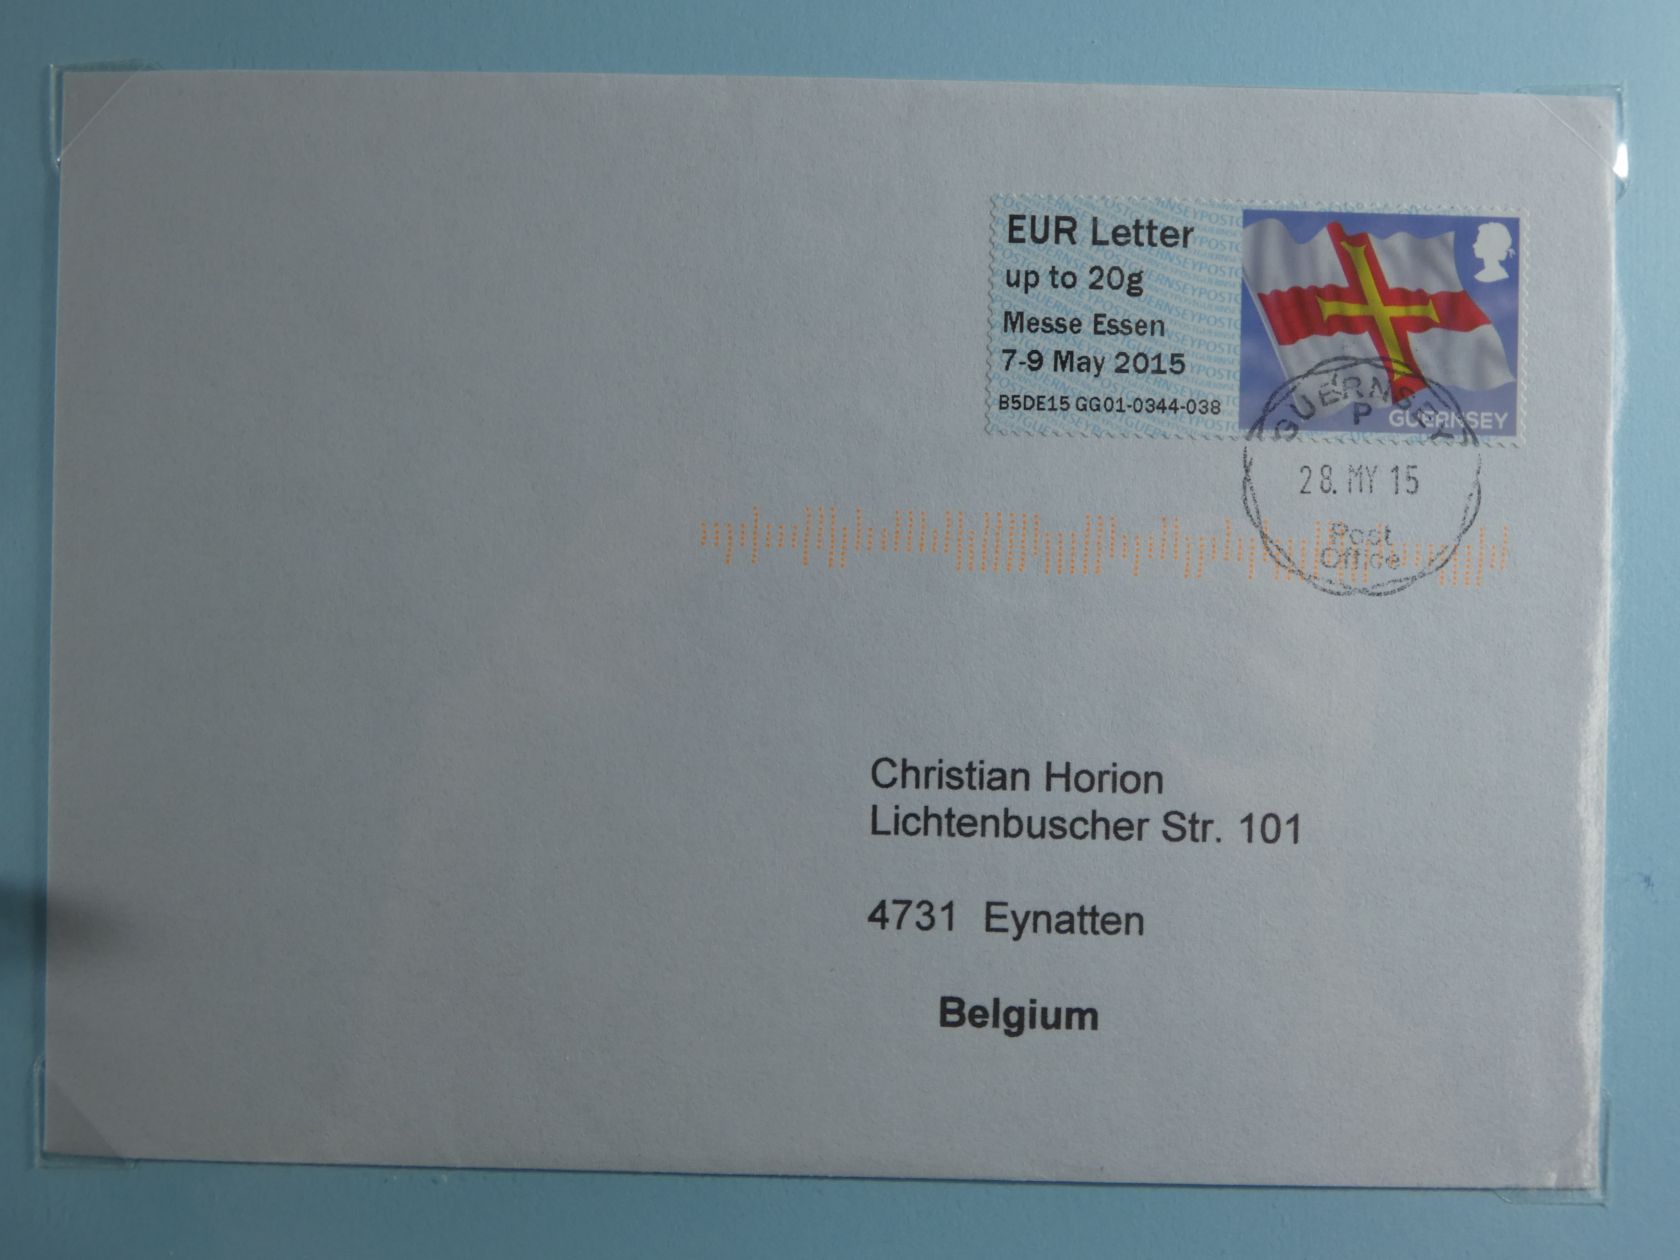 EUR Letter
up to 20g
Messe Essen
7-9 May 2015
B5DE15 GG01-0344-038
GUERNSEY
GUERNSEY
P
28. MY 15
Post
Office
Christian Horion
Lichtenbuscher Str. 101
4731 Eynatten
Belgium